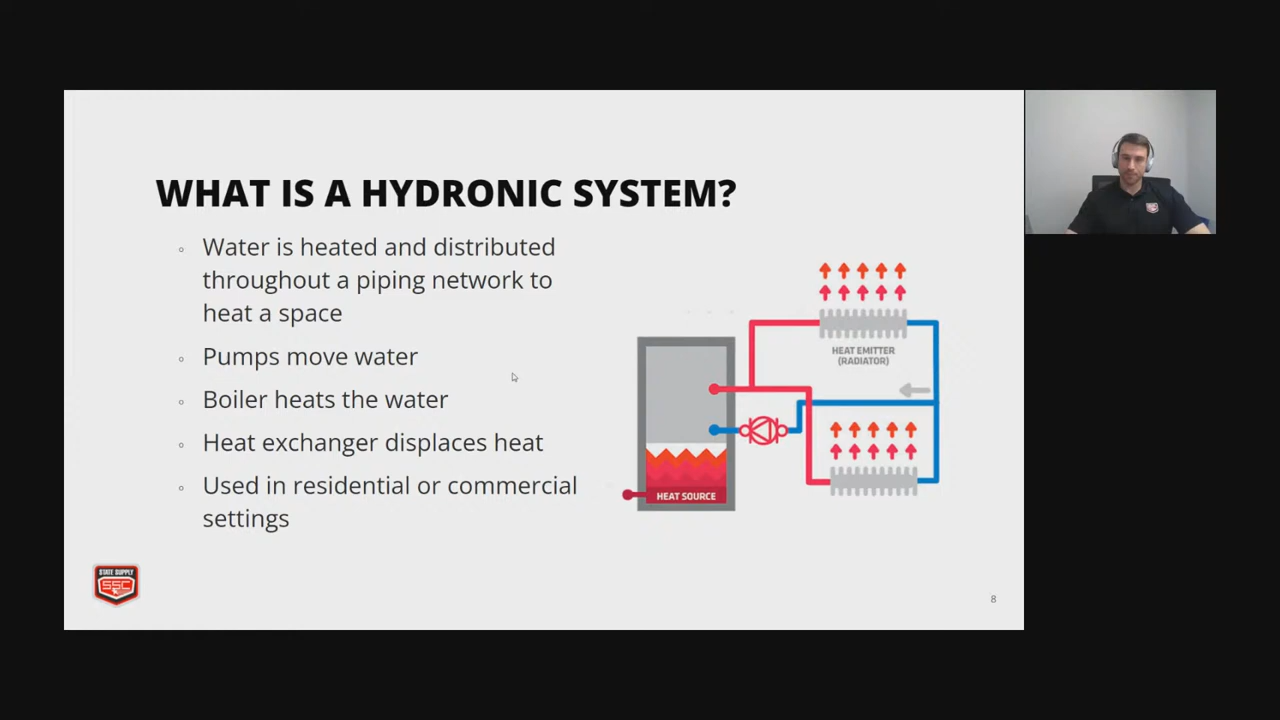 WHAT IS A HYDRONIC SYSTEM?
Water is heated and distributed
throughout a piping network to
heat a space
Pumps move water
Boiler heats the water
Heat exchanger displaces heat
Used in residential or commercial
settings
HEAT EMITTER
(RADIATOR)
HEAT SOURCE
STATE SUPPLY
SSC
8